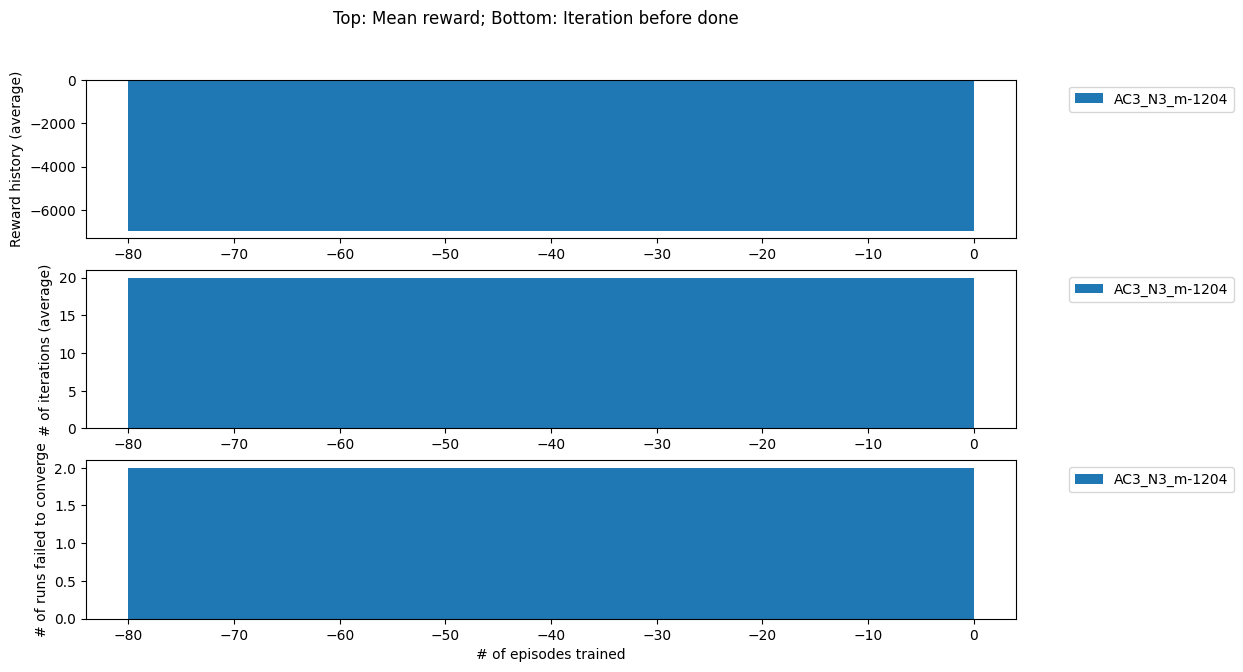 Top: Mean reward; Bottom: Iteration before done
Reward history (average)
0
−2000
−4000
−6000
−80 −70 −60 −50 −40 −30 −20 −10 0
AC3_N3_m-1204
# of iterations (average)
20
15
10
5
0
−80 −70 −60 −50 −40 −30 −20 −10 0
AC3_N3_m-1204
# of runs failed to converge
2.0
1.5
1.0
0.5
0.0
−80 −70 −60 −50 −40 −30 −20 −10 0
AC3_N3_m-1204
# of episodes trained